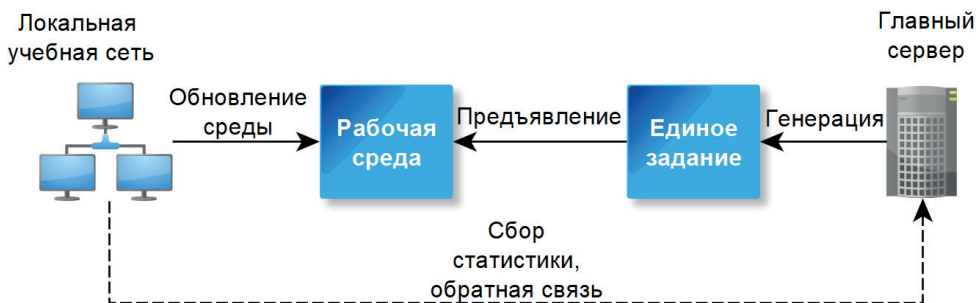 Локальная
учебная сеть
Обновление
среды
Рабочая
среда
Предъявление
Единое
задание
Генерация
Главный
сервер
Сбор
статистики,
обратная связь